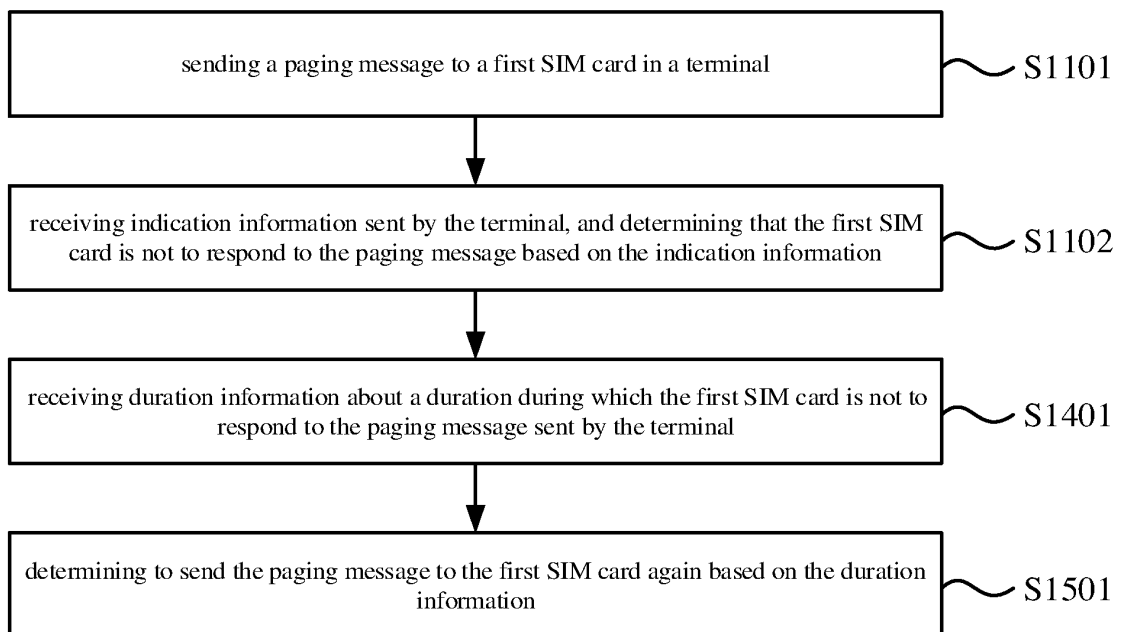 sending a paging message to a first SIM card in a terminal
S1101
receiving indication information sent by the terminal, and determining that the first SIM
card is not to respond to the paging message based on the indication information
S1102
receiving duration information about a duration during which the first SIM card is not to
respond to the paging message sent by the terminal
S1401
determining to send the paging message to the first SIM card again based on the duration
information
S1501